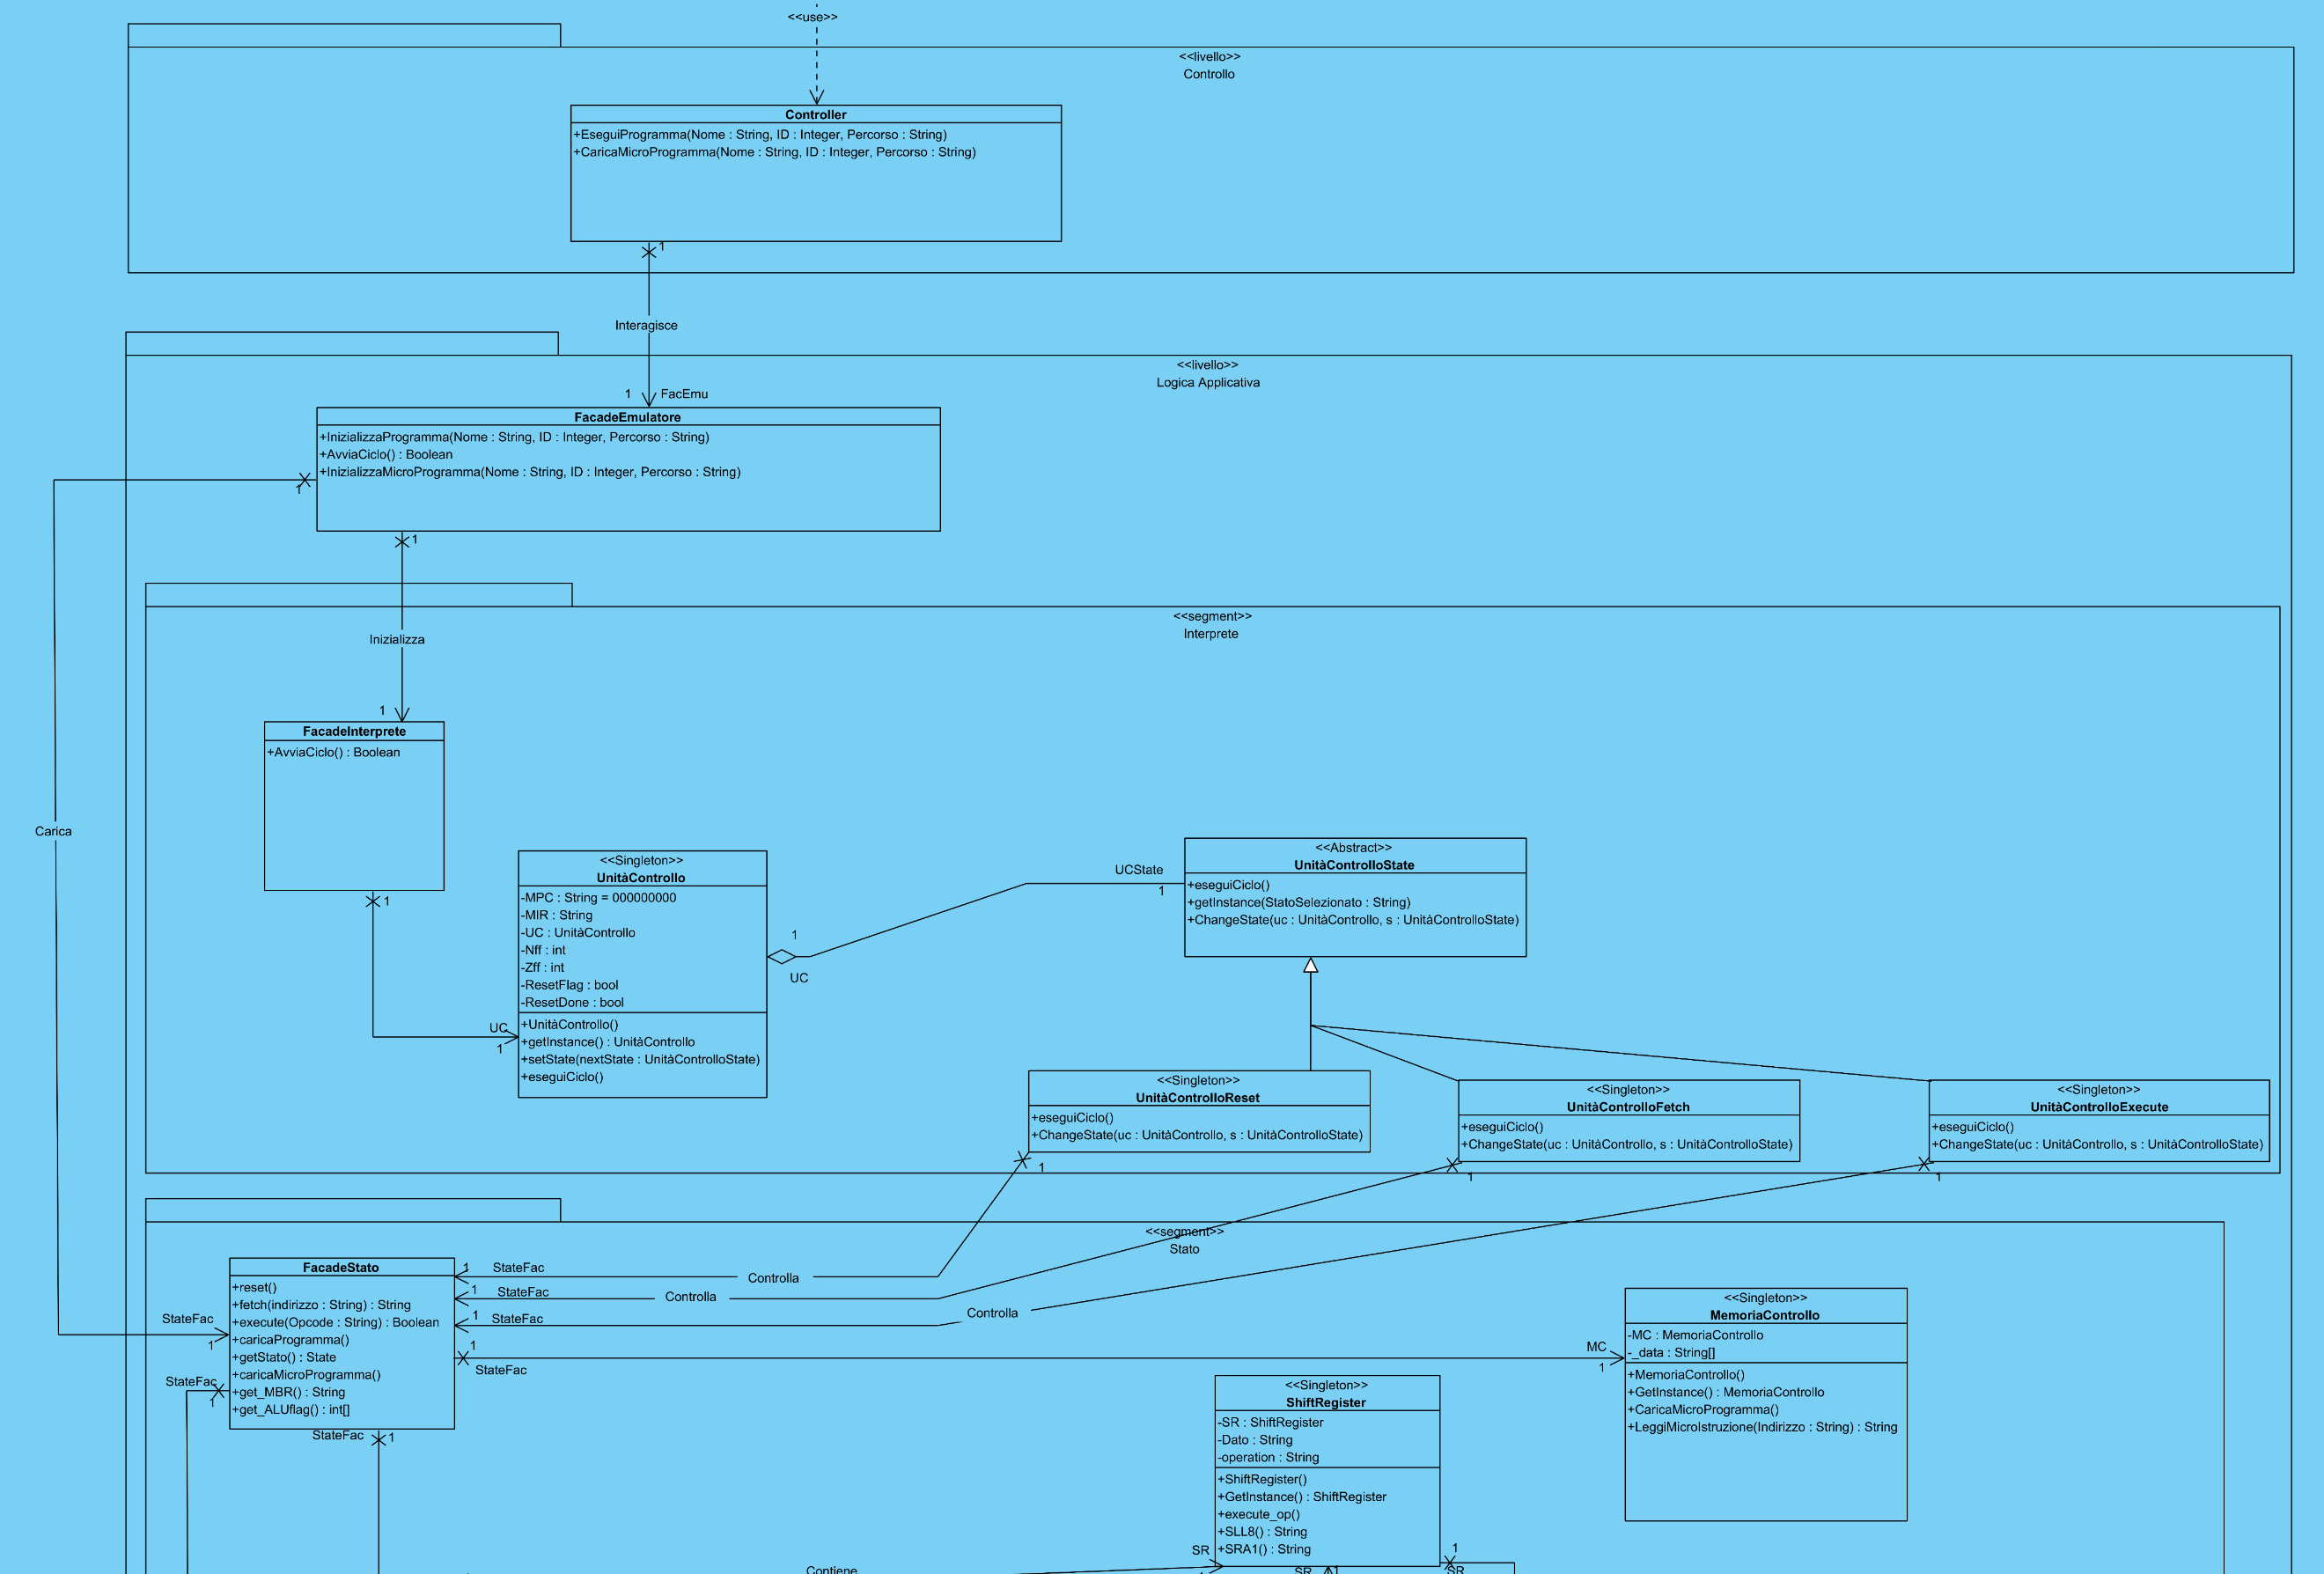 <<use>>
<<livello>>
Controllo
Controller
+EseguiProgramma(Nome : String, ID : Integer, Percorso : String)
+CaricaMicroProgramma(Nome : String, ID : Integer, Percorso : String)
1
Interagisce
<<livello>>
Logica Applicativa
1
FacEmu
FacadeEmulatore
+InizializzaProgramma(Nome : String, ID : Integer, Percorso : String)
+AvviaCiclo() : Boolean
+InizializzaMicroProgramma(Nome : String, ID : Integer, Percorso : String)
1
1
<<segment>>
Interprete
Inizializza
1
FacadeInterprete
+AvviaCiclo() : Boolean
Carica
1
<<Singleton>>
UnitàControllo
-MPC : String = 000000000
-MIR : String
-UC : UnitàControllo
-Nff : int
-Zff : int
-ResetFlag : bool
-ResetDone : bool
+UnitàControllo()
+getInstance() : UnitàControllo
+setState(nextState : UnitàControlloState)
+eseguiCiclo()
UC
1
1
UC
UCState
1
<<Abstract>>
UnitàControlloState
+eseguiCiclo()
+getInstance(StatoSelezionato : String)
+ChangeState(uc : UnitàControllo, s : UnitàControlloState)
<<Singleton>>
UnitàControlloReset
+eseguiCiclo()
+ChangeState(uc : UnitàControllo, s : UnitàControlloState)
1
<<Singleton>>
UnitàControlloFetch
+eseguiCiclo()
+ChangeState(uc : UnitàControllo, s : UnitàControlloState)
1
<<Singleton>>
UnitàControlloExecute
+eseguiCiclo()
+ChangeState(uc : UnitàControllo, s : UnitàControlloState)
1
<<segment>>
Stato
FacadeStato
+reset()
+fetch(indirizzo : String) : String
+execute(Opcode : String) : Boolean
+caricaProgramma()
+getStato() : State
+caricaMicroProgramma()
+get_MBR() : String
+get_ALUflag() : int[]
1
StateFac
Controlla
1
StateFac
Controlla
1
StateFac
Controlla
1
StateFac
StateFac
1
StateFac
1
StateFac
1
MC
1
<<Singleton>>
MemoriaControllo
-MC : MemoriaControllo
-_data : String[]
+MemoriaControllo()
+GetInstance() : MemoriaControllo
+CaricaMicroProgramma()
+LeggiMicroIstruzione(Indirizzo : String) : String
<<Singleton>>
ShiftRegister
-SR : ShiftRegister
-Dato : String
-operation : String
+ShiftRegister()
+GetInstance() : ShiftRegister
+execute_op()
+SLL8() : String
+SRA1() : String
SR
1
Contiene
SR
1
SR